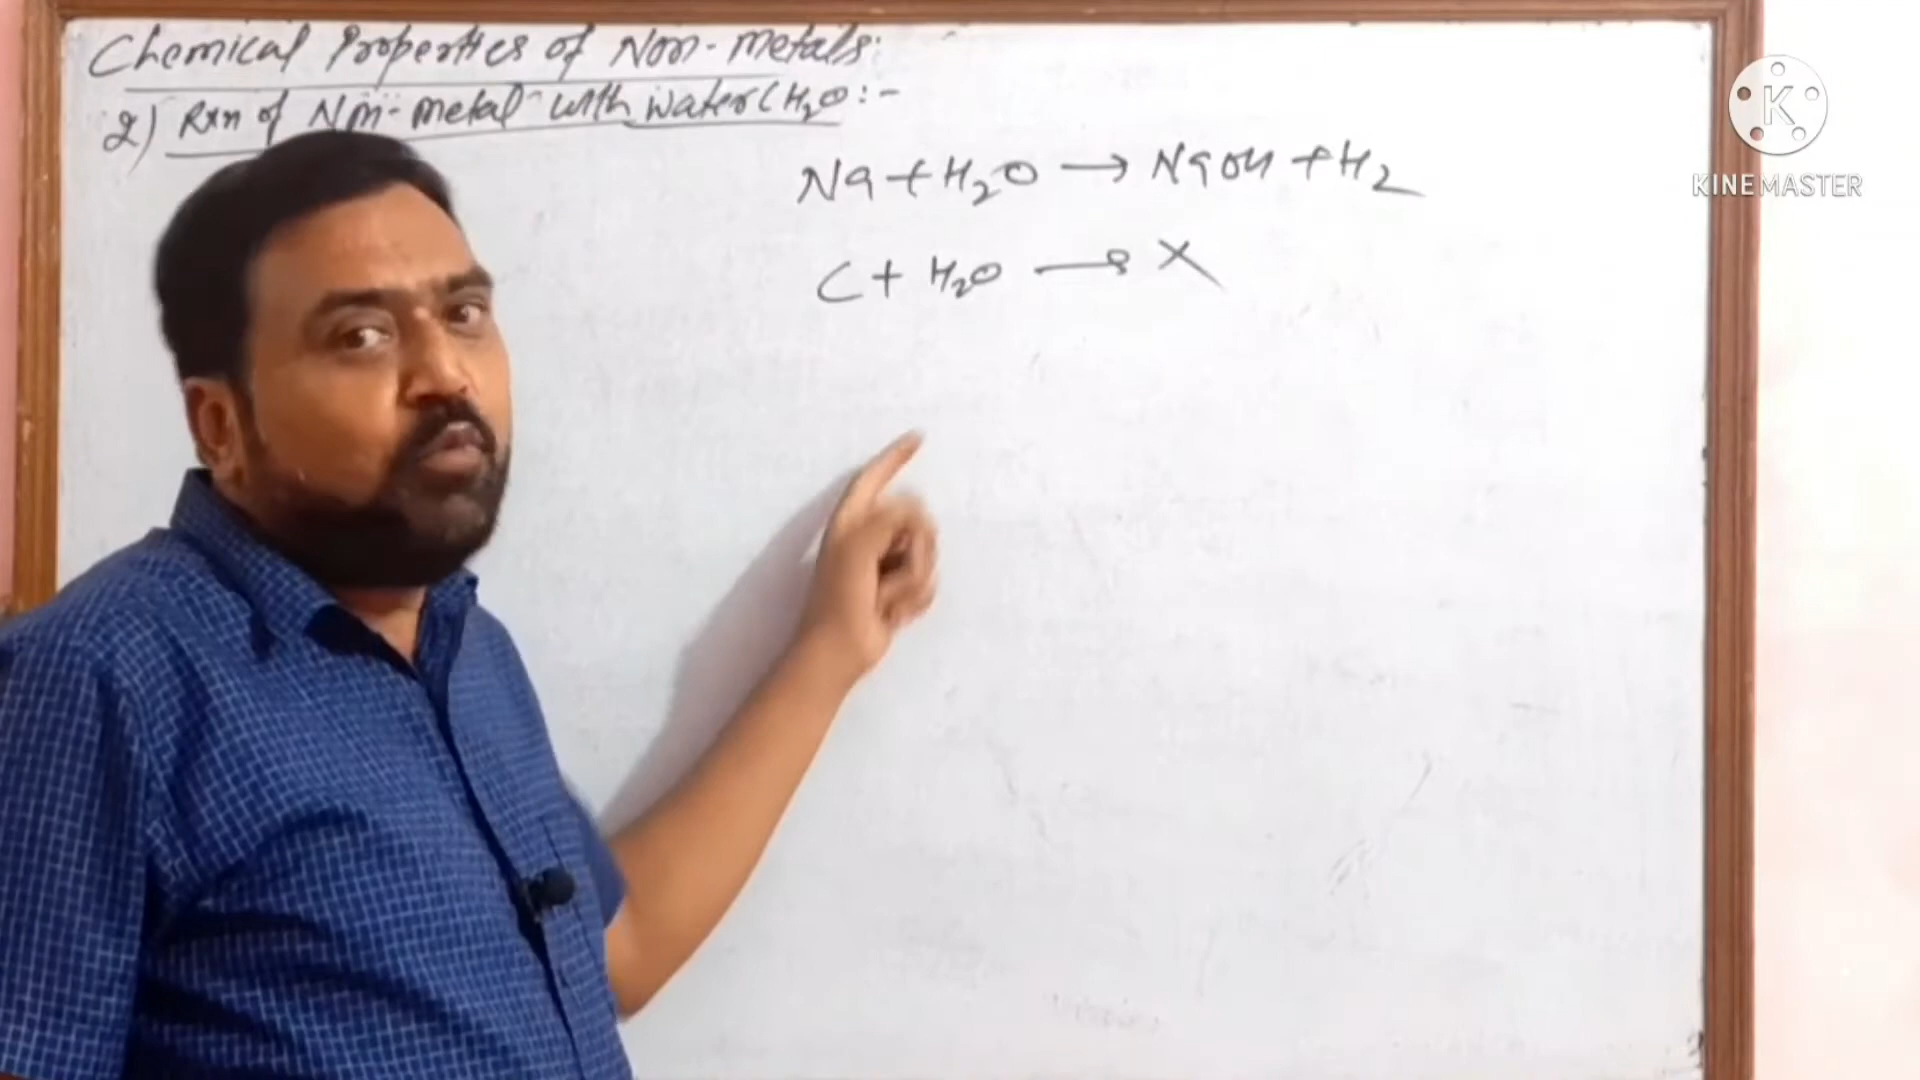 Chemical Properties of Non-metals:
2) Rxn of Non-metal with Water(H₂O:-
Na + H₂O → NaOH + H₂
C + H₂O → X
K
KINEMASTER